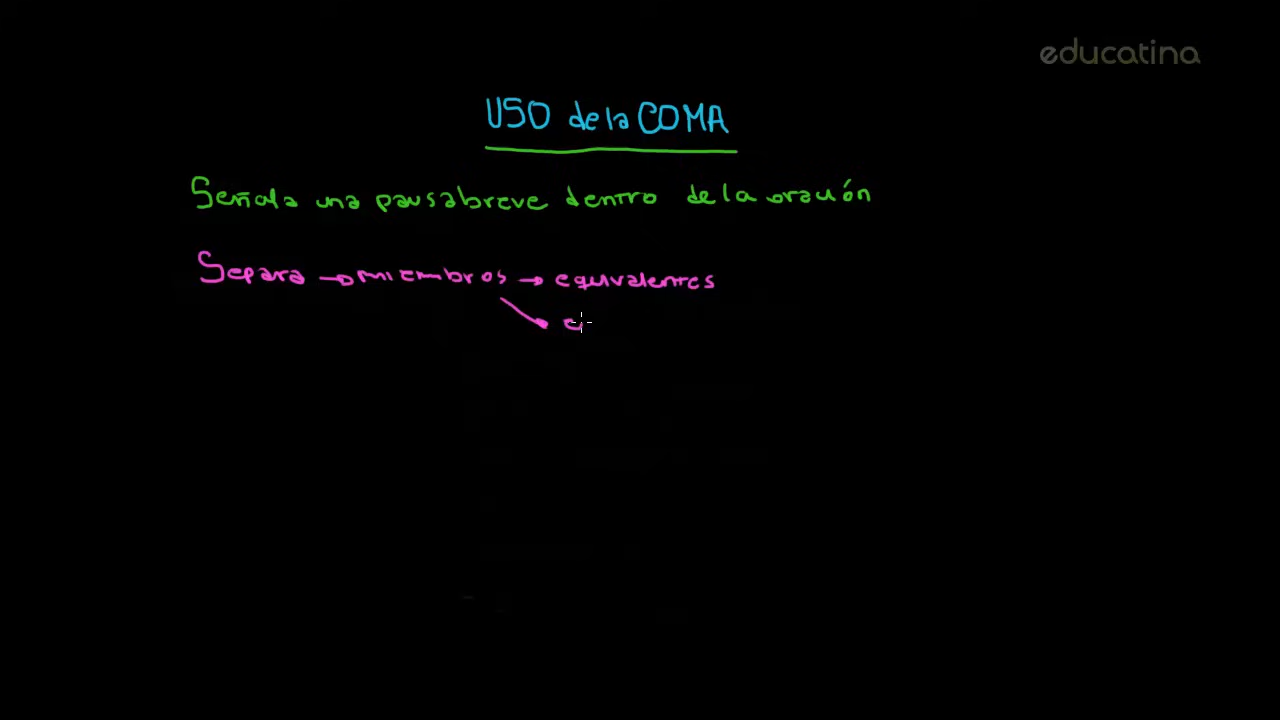 educatina
USO de la COMA
Señala una pausa breve dentro de la oración
Separa → miembros → equivalentes